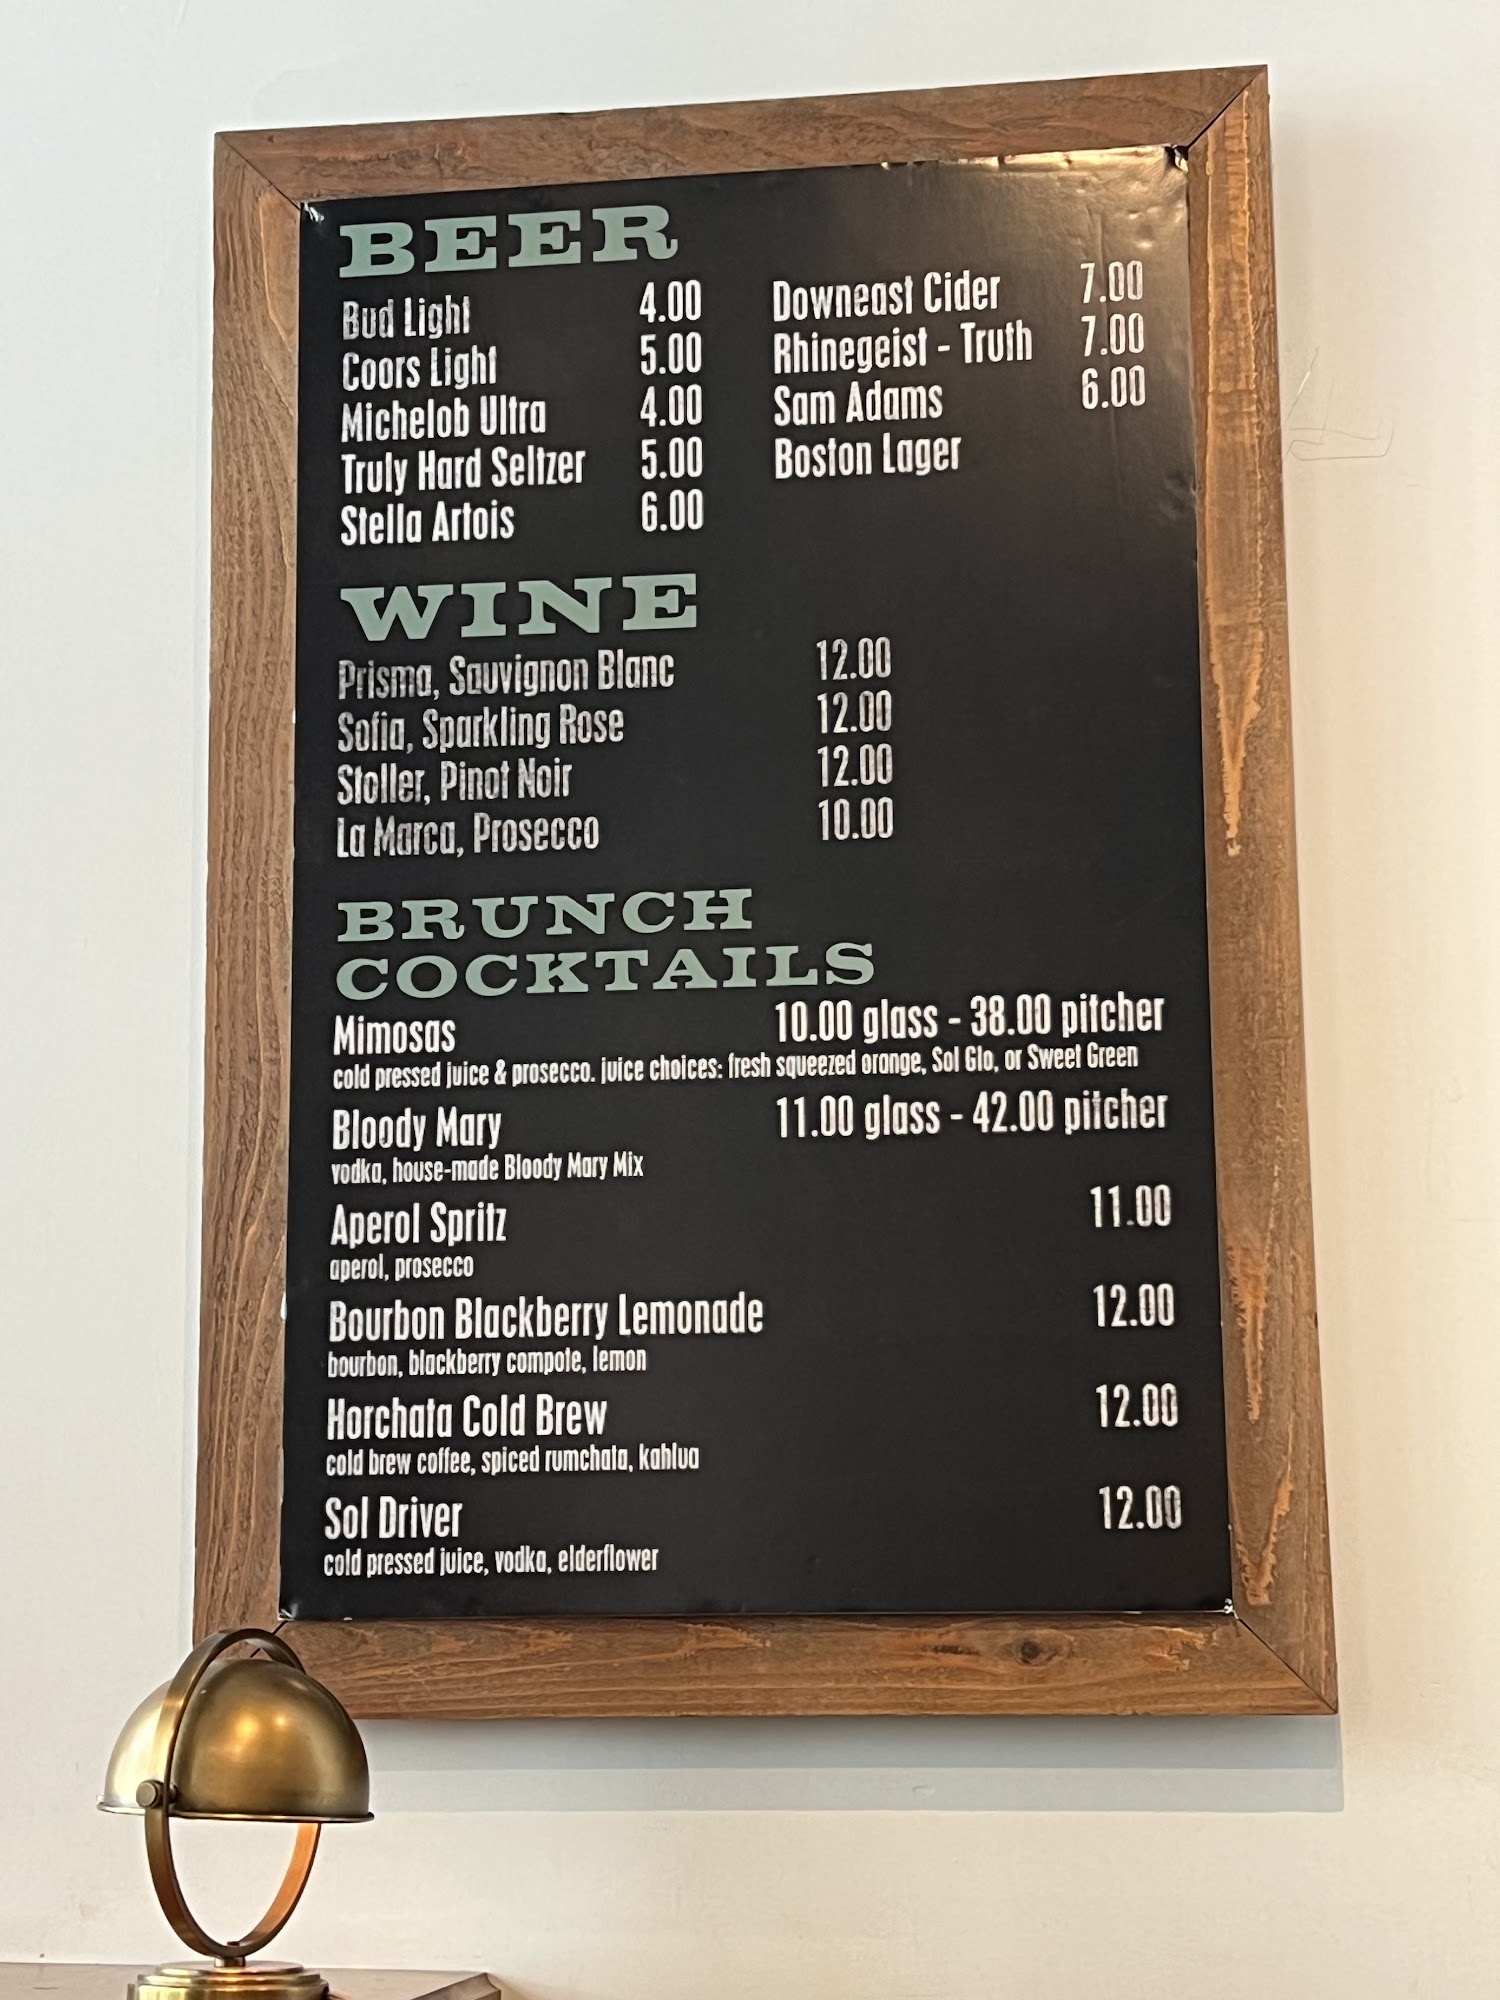 BEER
Bud Light 4.00
Coors Light 5.00
Michelob Ultra 4.00
Truly Hard Seltzer 5.00
Stella Artois 6.00
Downeast Cider 7.00
Rhinegeist - Truth 7.00
Sam Adams 6.00
Boston Lager
WINE
Prisma, Sauvignon Blanc 12.00
Sofia, Sparkling Rose 12.00
Stoller, Pinot Noir 12.00
La Marca, Prosecco 10.00
BRUNCH
COCKTAILS
Mimosas 10.00 glass - 38.00 pitcher
cold pressed juice & prosecco. juice choices: fresh squeezed orange, Sol Glo, or Sweet Green
Bloody Mary 11.00 glass - 42.00 pitcher
vodka, house-made Bloody Mary Mix
Aperol Spritz 11.00
aperol, prosecco
Bourbon Blackberry Lemonade 12.00
bourbon, blackberry compote, lemon
Horchata Cold Brew 12.00
cold brew coffee, spiced rumchata, kahlua
Sol Driver 12.00
cold pressed juice, vodka, elderflower